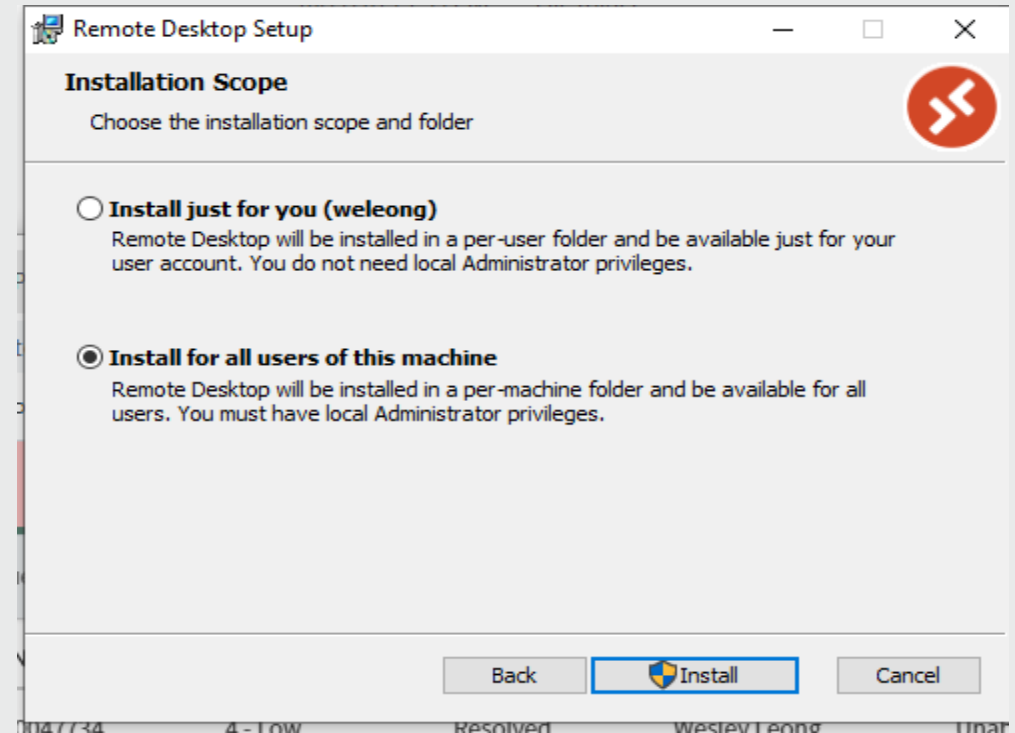 Remote Desktop Setup
Installation Scope
Choose the installation scope and folder
Install just for you (weleong)
Remote Desktop will be installed in a per-user folder and be available just for your
user account. You do not need local Administrator privileges.
Install for all users of this machine
Remote Desktop will be installed in a per-machine folder and be available for all
users. You must have local Administrator privileges.
Back Install Cancel
0047734 4 - Low Resolved Wesley Leong